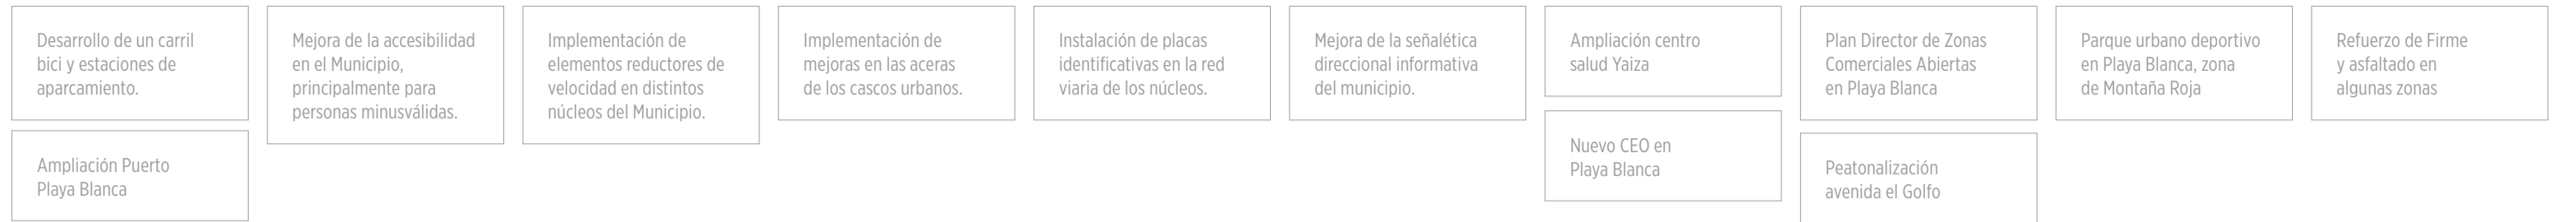 Desarrollo de un carril
bici y estaciones de
aparcamiento.
Ampliación Puerto
Playa Blanca
Mejora de la accesibilidad
en el Municipio,
principalmente para
personas minusválidas.
Implementación de
elementos reductores de
velocidad en distintos
núcleos del Municipio.
Implementación de
mejoras en las aceras
de los cascos urbanos.
Instalación de placas
identificativas en la red
viaria de los núcleos.
Mejora de la señalética
direccional informativa
del municipio.
Ampliación centro
salud Yaiza
Nuevo CEO en
Playa Blanca
Plan Director de Zonas
Comerciales Abiertas
en Playa Blanca
Peatonalización
avenida el Golfo
Parque urbano deportivo
en Playa Blanca, zona
de Montaña Roja
Refuerzo de Firme
y asfaltado en
algunas zonas